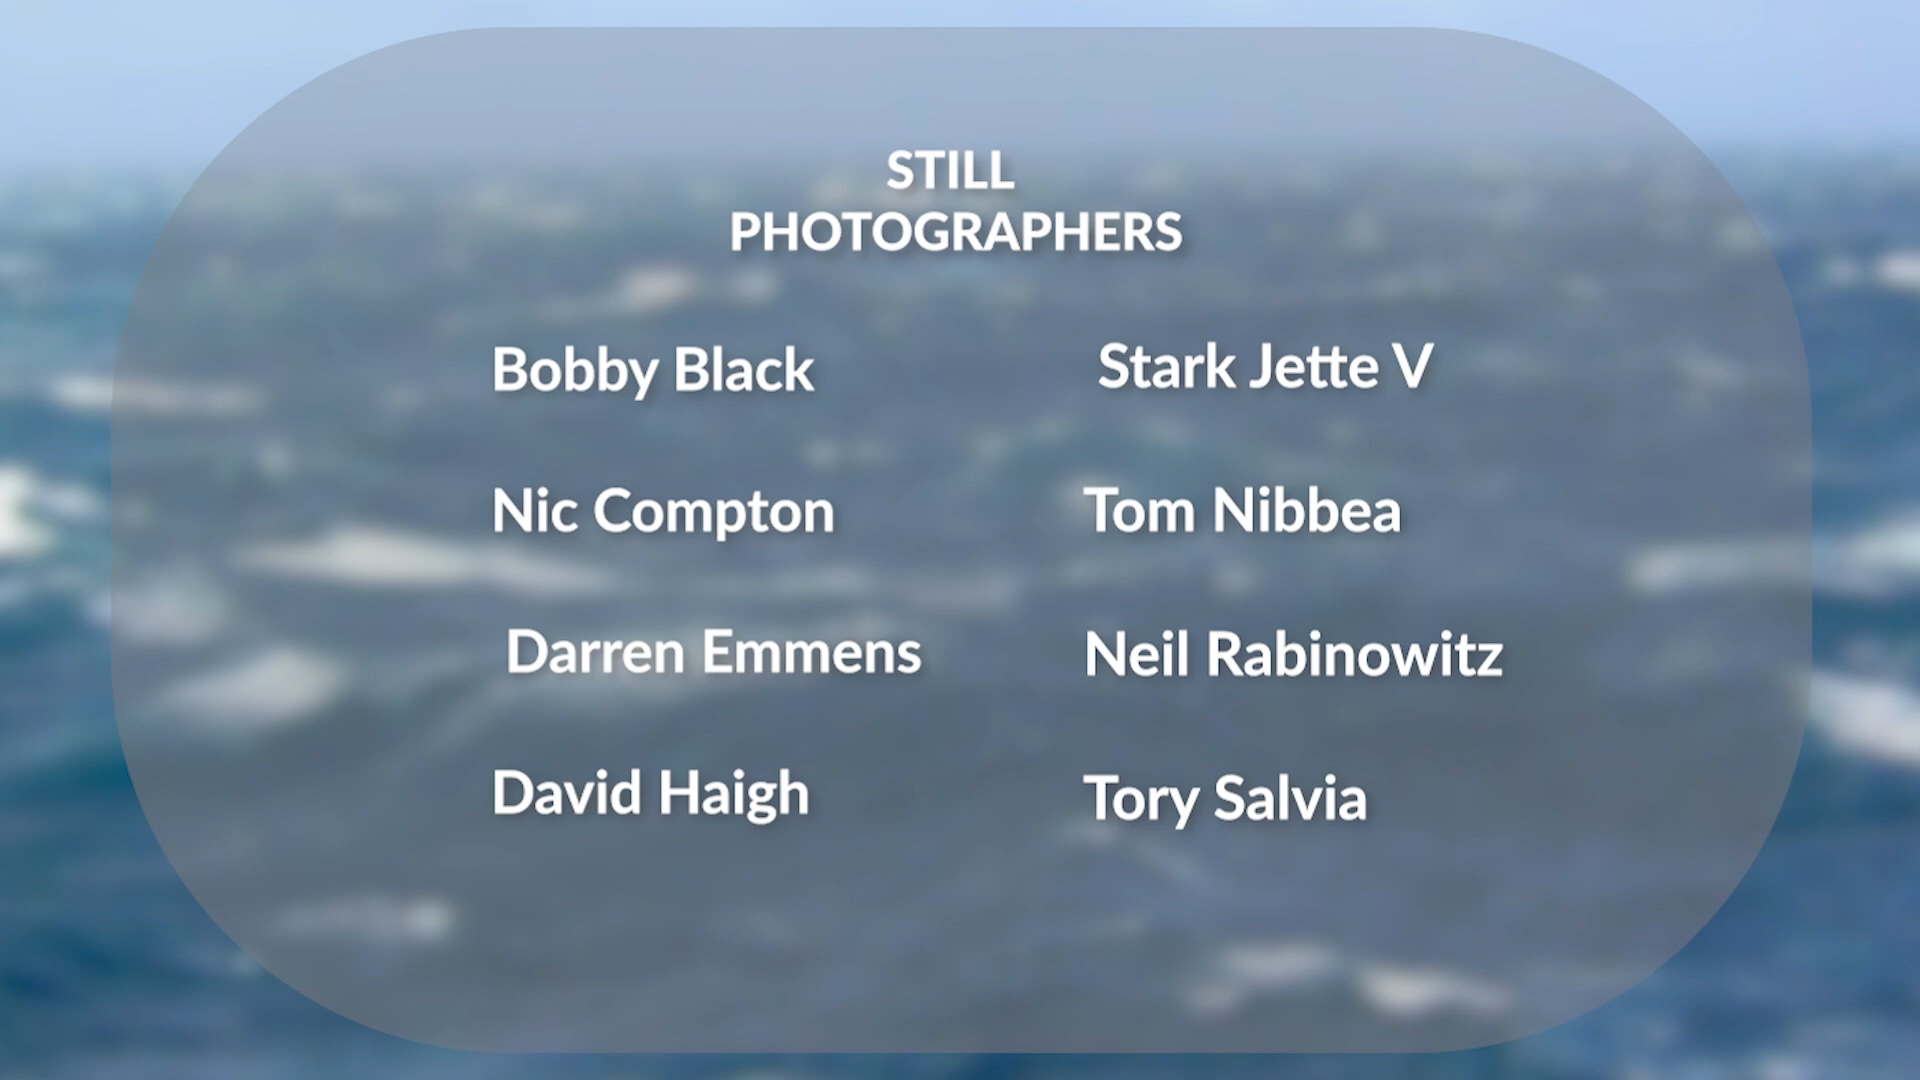 STILL
PHOTOGRAPHERS
Bobby Black
Stark Jette V
Nic Compton
Tom Nibbea
Darren Emmens
Neil Rabinowitz
David Haigh
Tory Salvia